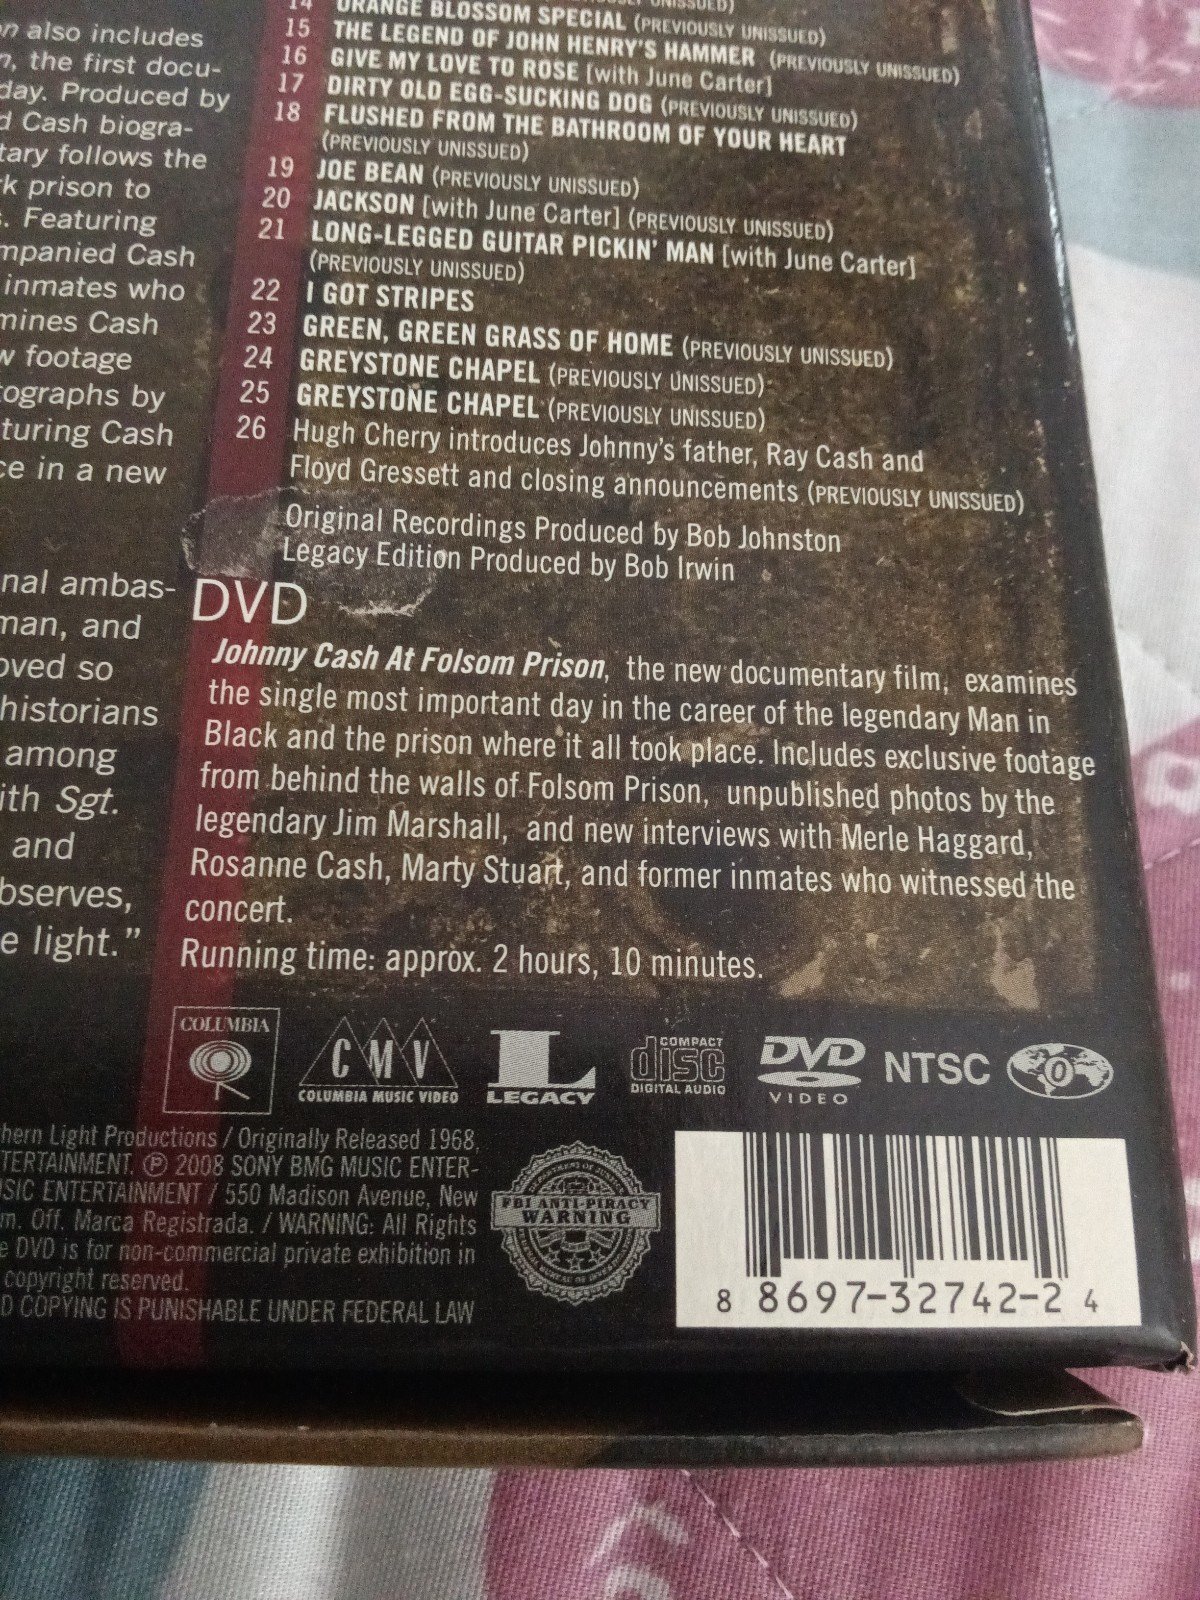 n also includes
n, the first docu-
day. Produced by
d Cash biogra-
tary follows the
rk prison to
s. Featuring
mpanied Cash
inmates who
mines Cash
w footage
tographs by
turing Cash
ce in a new
nal ambas-
man, and
oved so
historians
among
ith Sgt.
and
bserves,
e light.”
14 ORANGE BLOSSOM SPECIAL (PREVIOUSLY UNISSUED)
15 THE LEGEND OF JOHN HENRY'S HAMMER (PREVIOUSLY UNISSUED)
16 GIVE MY LOVE TO ROSE [with June Carter]
17 DIRTY OLD EGG-SUCKING DOG (PREVIOUSLY UNISSUED)
18 FLUSHED FROM THE BATHROOM OF YOUR HEART
(PREVIOUSLY UNISSUED)
19 JOE BEAN (PREVIOUSLY UNISSUED)
20 JACKSON [with June Carter] (PREVIOUSLY UNISSUED)
21 LONG-LEGGED GUITAR PICKIN' MAN [with June Carter]
(PREVIOUSLY UNISSUED)
22 I GOT STRIPES
23 GREEN, GREEN GRASS OF HOME (PREVIOUSLY UNISSUED)
24 GREYSTONE CHAPEL (PREVIOUSLY UNISSUED)
25 GREYSTONE CHAPEL (PREVIOUSLY UNISSUED)
26 Hugh Cherry introduces Johnny's father, Ray Cash and
Floyd Gressett and closing announcements (PREVIOUSLY UNISSUED)
Original Recordings Produced by Bob Johnston
Legacy Edition Produced by Bob Irwin
DVD
Johnny Cash At Folsom Prison, the new documentary film, examines
the single most important day in the career of the legendary Man in
Black and the prison where it all took place. Includes exclusive footage
from behind the walls of Folsom Prison, unpublished photos by the
legendary Jim Marshall, and new interviews with Merle Haggard,
Rosanne Cash, Marty Stuart, and former inmates who witnessed the
concert.
Running time: approx. 2 hours, 10 minutes.
COLUMBIA
CMV
COLUMBIA MUSIC VIDEO
L
LEGACY
COMPACT
disc
DIGITAL AUDIO
DVD
VIDEO
NTSC
0
hern Light Productions / Originally Released 1968,
TERTAINMENT. ℗ 2008 SONY BMG MUSIC ENTER-
SIC ENTERTAINMENT / 550 Madison Avenue, New
m. Off. Marca Registrada. / WARNING: All Rights
e DVD is for non-commercial private exhibition in
copyright reserved.
D COPYING IS PUNISHABLE UNDER FEDERAL LAW
FBI ANTI-PIRACY
WARNING
8 8697-32742-2 4